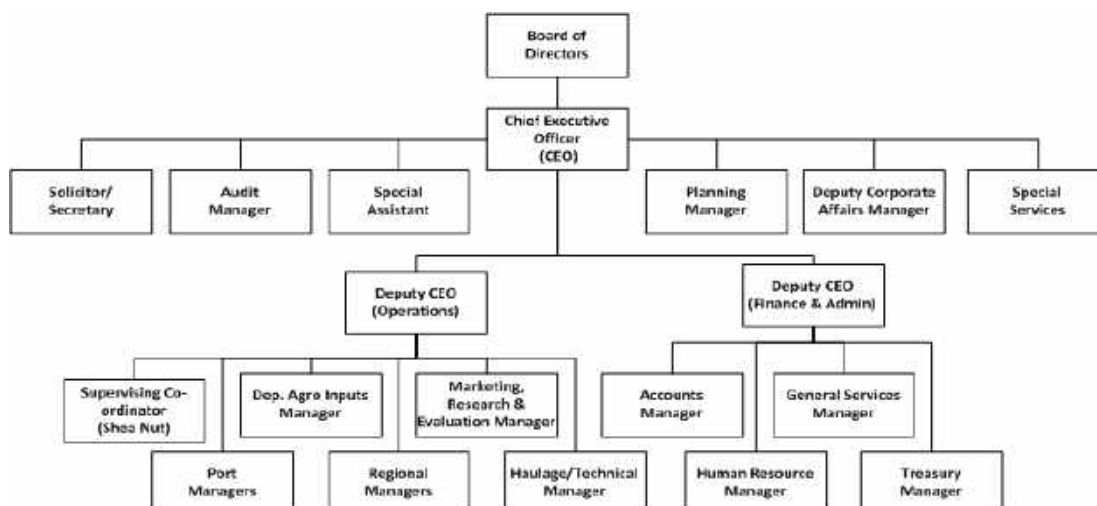 Board of
Directors
Chief Executive
Officer
(CEO)
Solicitor/
Secretary
Audit
Manager
Special
Assistant
Planning
Manager
Deputy Corporate
Affairs Manager
Special
Services
Deputy CEO
(Operations)
Deputy CEO
(Finance & Admin)
Supervising Co-
ordinator
(Shea Nut)
Dep. Agro Inputs
Manager
Marketing,
Research &
Evaluation Manager
Accounts
Manager
General Services
Manager
Port
Managers
Regional
Managers
Haulage/Technical
Manager
Human Resource
Manager
Treasury
Manager